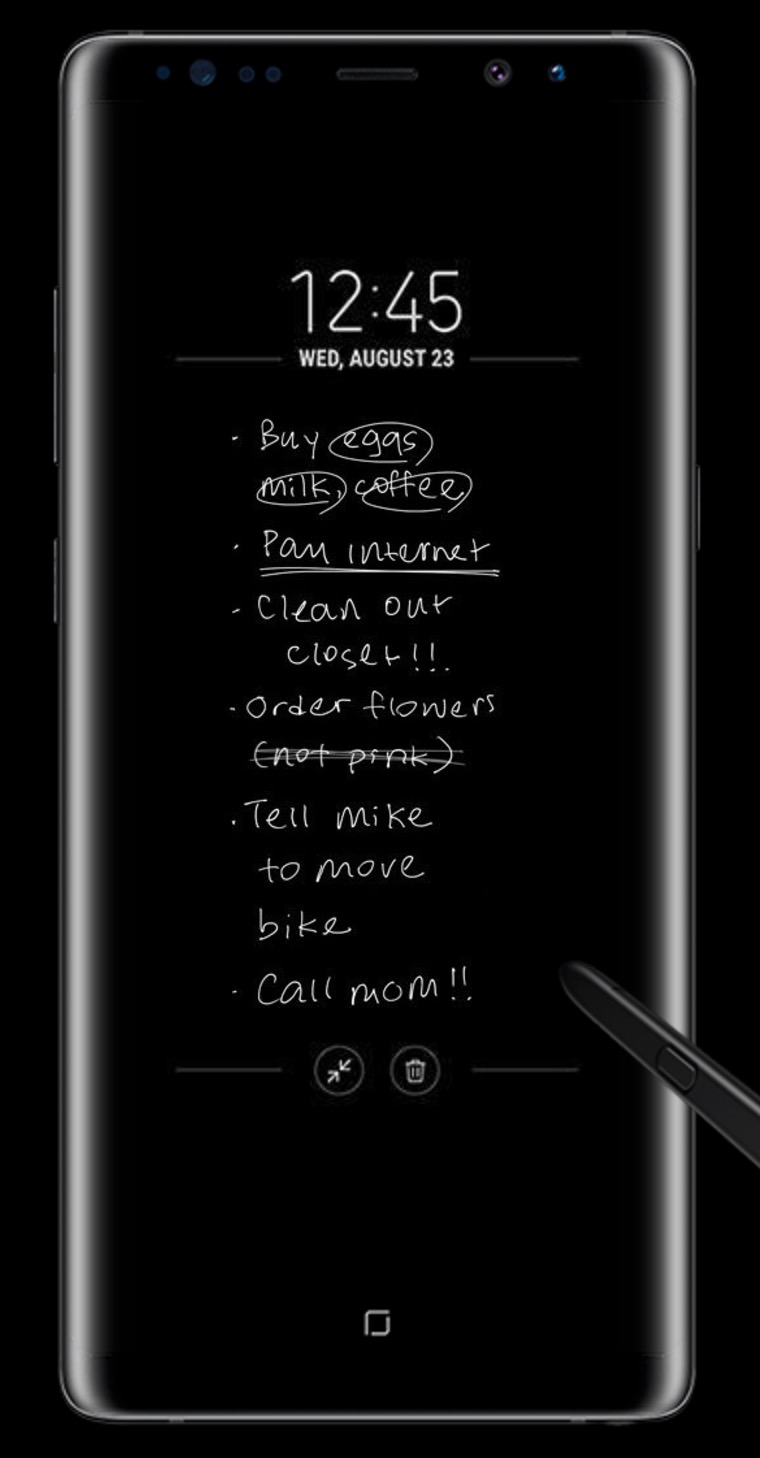 12:45
WED, AUGUST 23
· Buy eggs
milk, coffee
· Pay internet
- Clean out
closet!!!
· Order flowers
(not pink)
· Tell mike
to move
bike
· Call mom!!